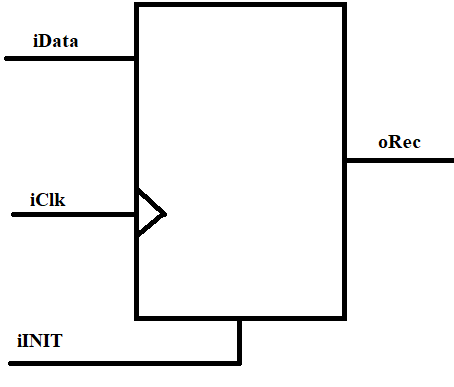 iData
oRec
iClk
iINIT